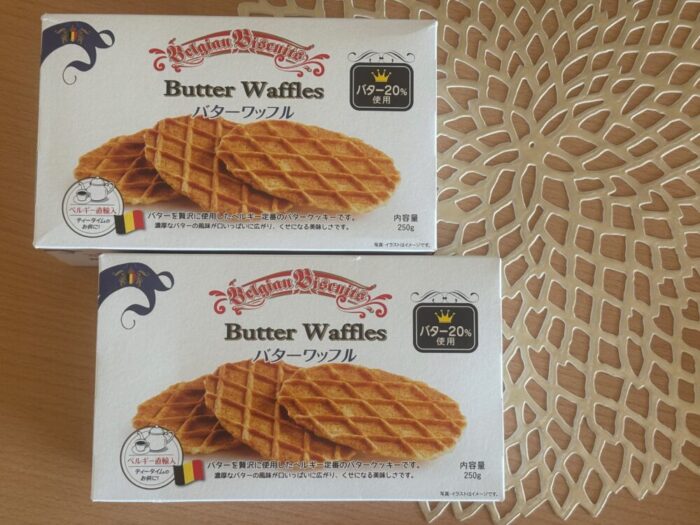 Belgian Biscuits
Butter Waffles
バターワッフル
バター20%
使用
ベルギー直輸入
ティータイムの
お供に!
バターを贅沢に使用したベルギー定番のバタークッキーです。
濃厚なバターの風味が口いっぱいに広がり、くせになる美味しさです。
内容量
250g
写真・イラストはイメージです。
Belgian Biscuits
Butter Waffles
バターワッフル
バター20%
使用
ベルギー直輸入
ティータイムの
お供に!
バターを贅沢に使用したベルギー定番のバタークッキーです。
濃厚なバターの風味が口いっぱいに広がり、くせになる美味しさです。
内容量
250g
写真・イラストはイメージです。